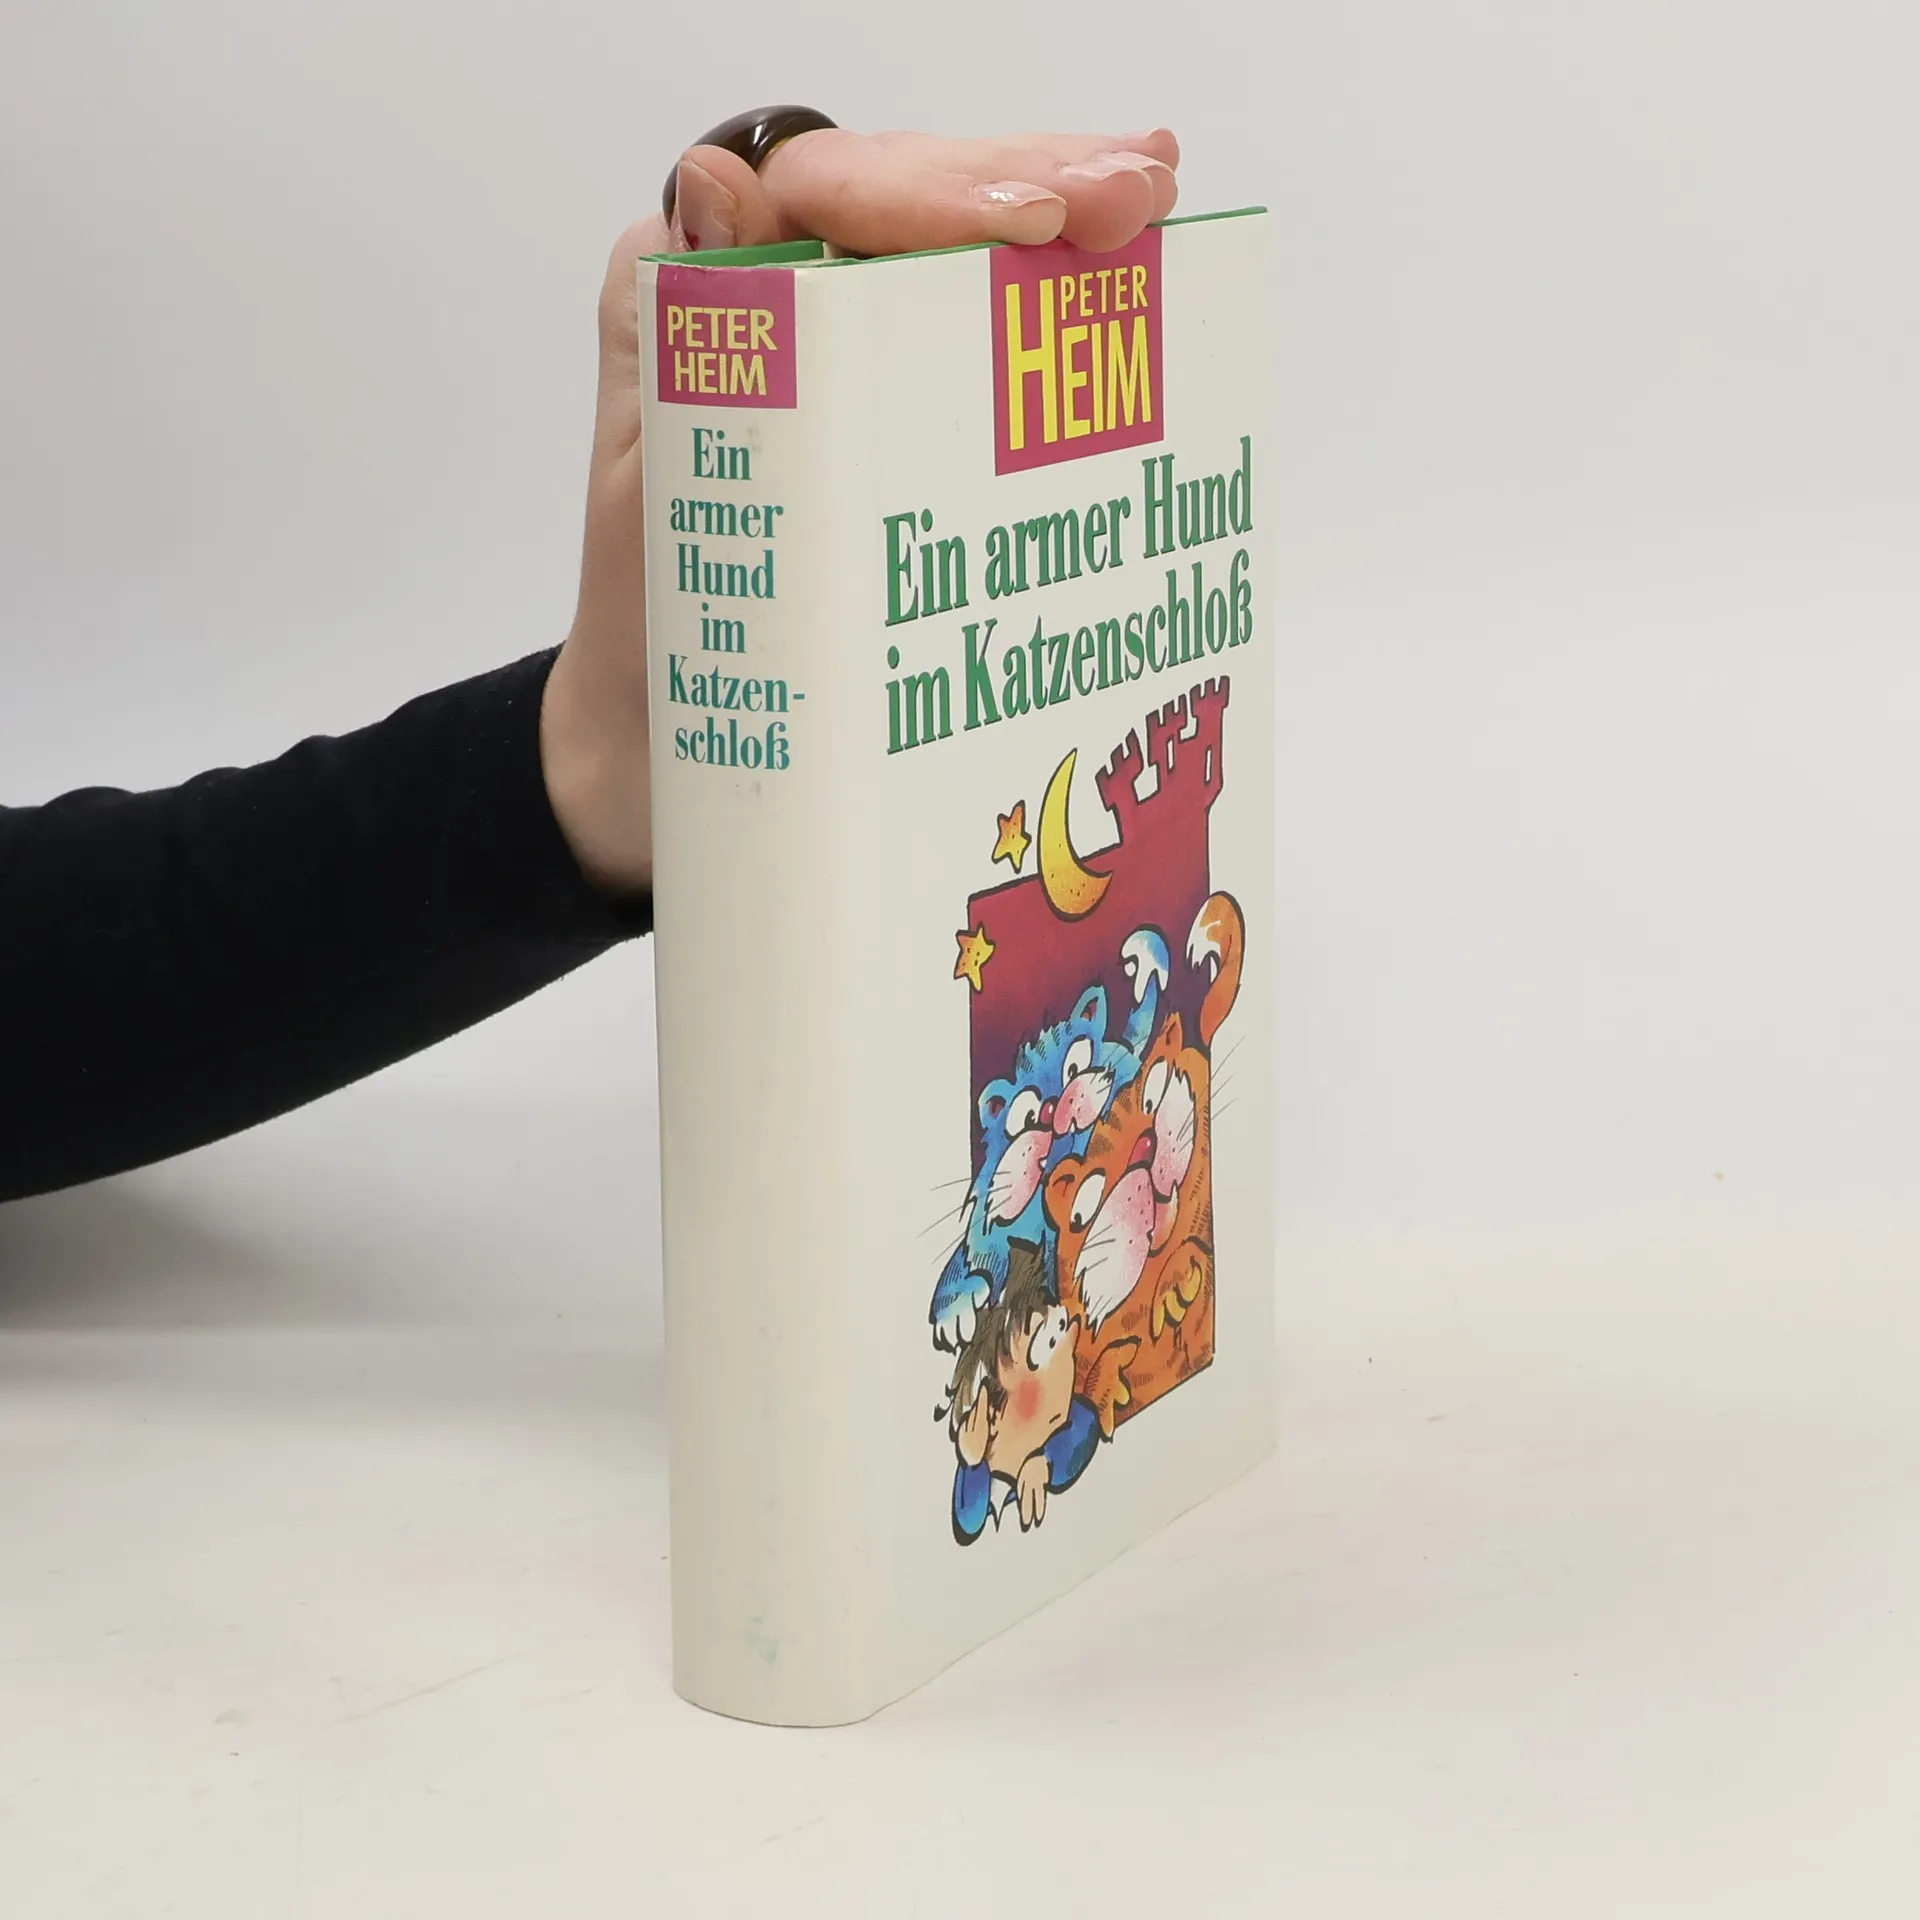 PETER
HEIM
Ein
armer
Hund
im
Katzen-
schloß
PETER
HEIM
Ein armer Hund
im Katzenschloß